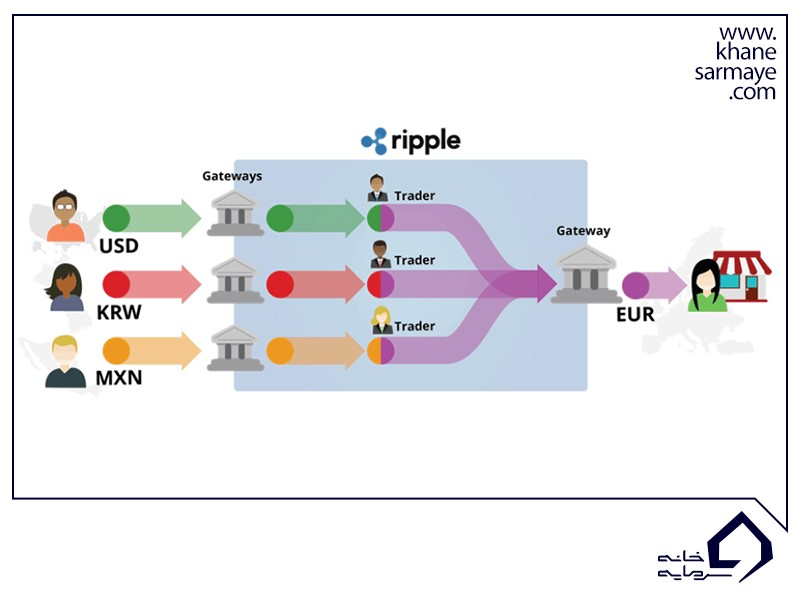 www.
khane
sarmaye
.com
ripple
Gateways
Trader
USD
Gateway
Trader
KRW
EUR
Trader
MXN
خانه
سرمایه